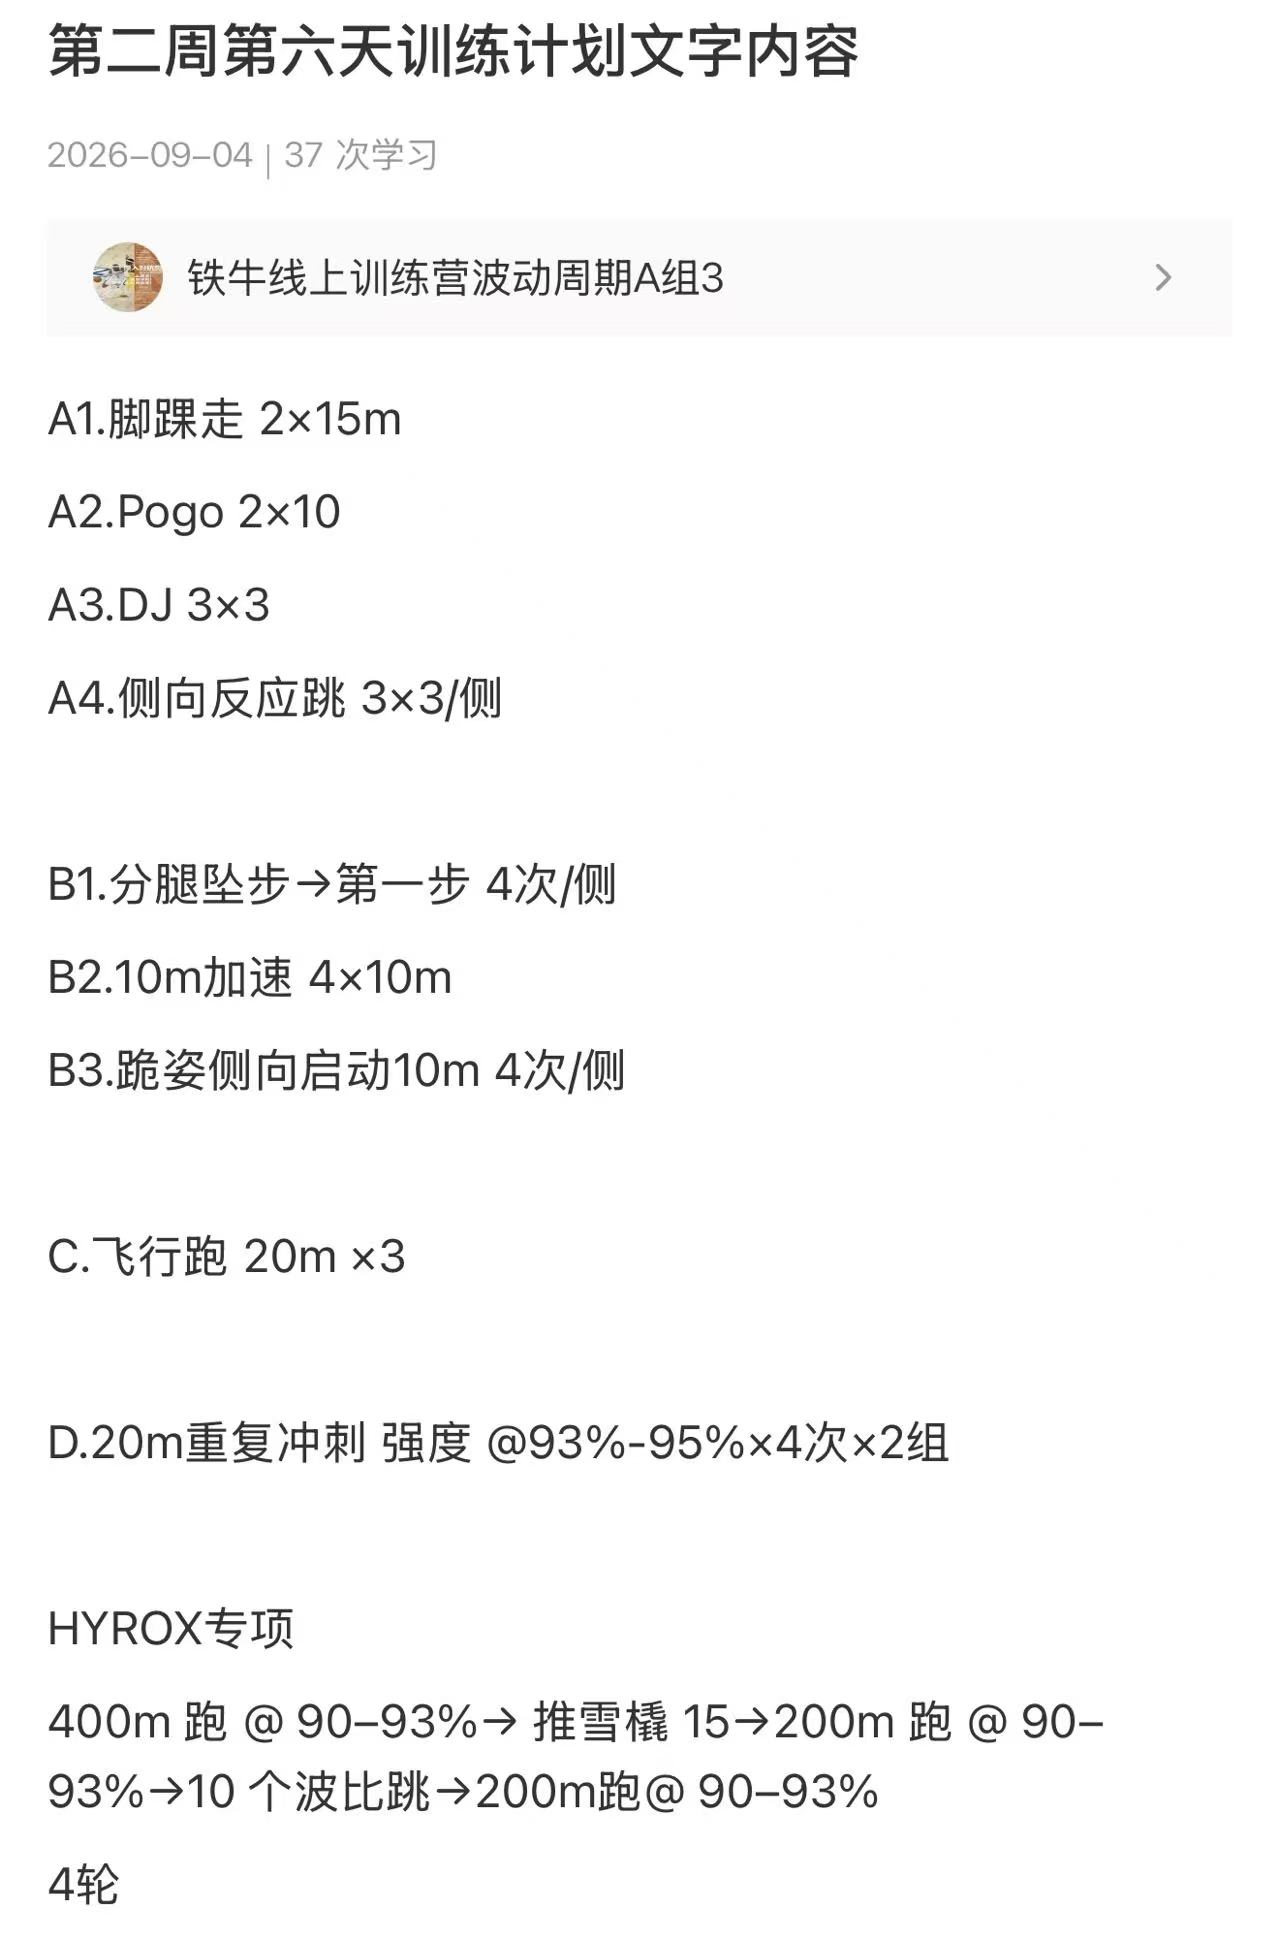 第二周第六天训练计划文字内容
2026-09-04 | 37 次学习
铁牛线上训练营波动周期A组3
A1.脚踝走 2×15m
A2.Pogo 2×10
A3.DJ 3×3
A4.侧向反应跳 3×3/侧
B1.分腿坠步→第一步 4次/侧
B2.10m加速 4×10m
B3.跪姿侧向启动10m 4次/侧
C.飞行跑 20m ×3
D.20m重复冲刺 强度 @93%-95%×4次×2组
HYROX专项
400m 跑 @ 90–93%→ 推雪橇 15→200m 跑 @ 90–
93%→10 个波比跳→200m跑@ 90–93%
4轮